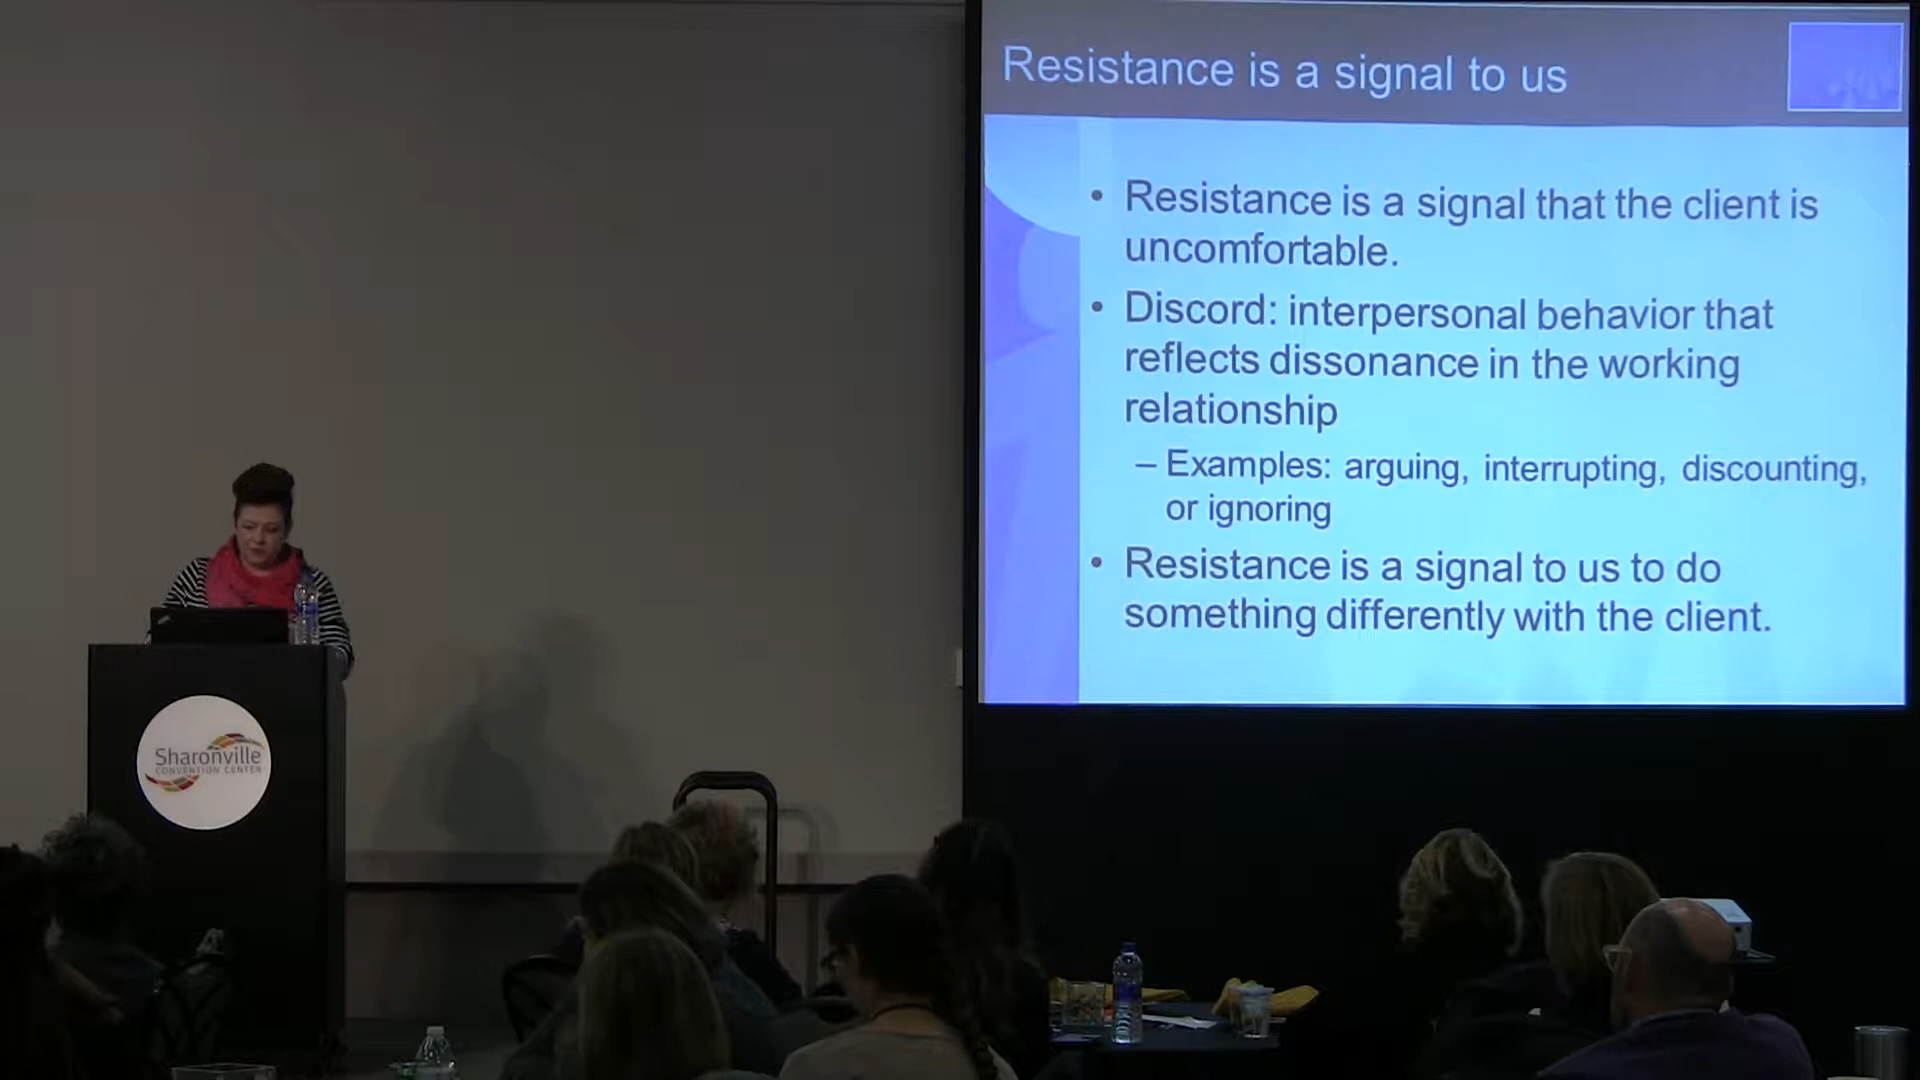 Resistance is a signal to us
• Resistance is a signal that the client is
uncomfortable.
• Discord: interpersonal behavior that
reflects dissonance in the working
relationship
– Examples: arguing, interrupting, discounting,
or ignoring
• Resistance is a signal to us to do
something differently with the client.
Sharonville
CONVENTION CENTER